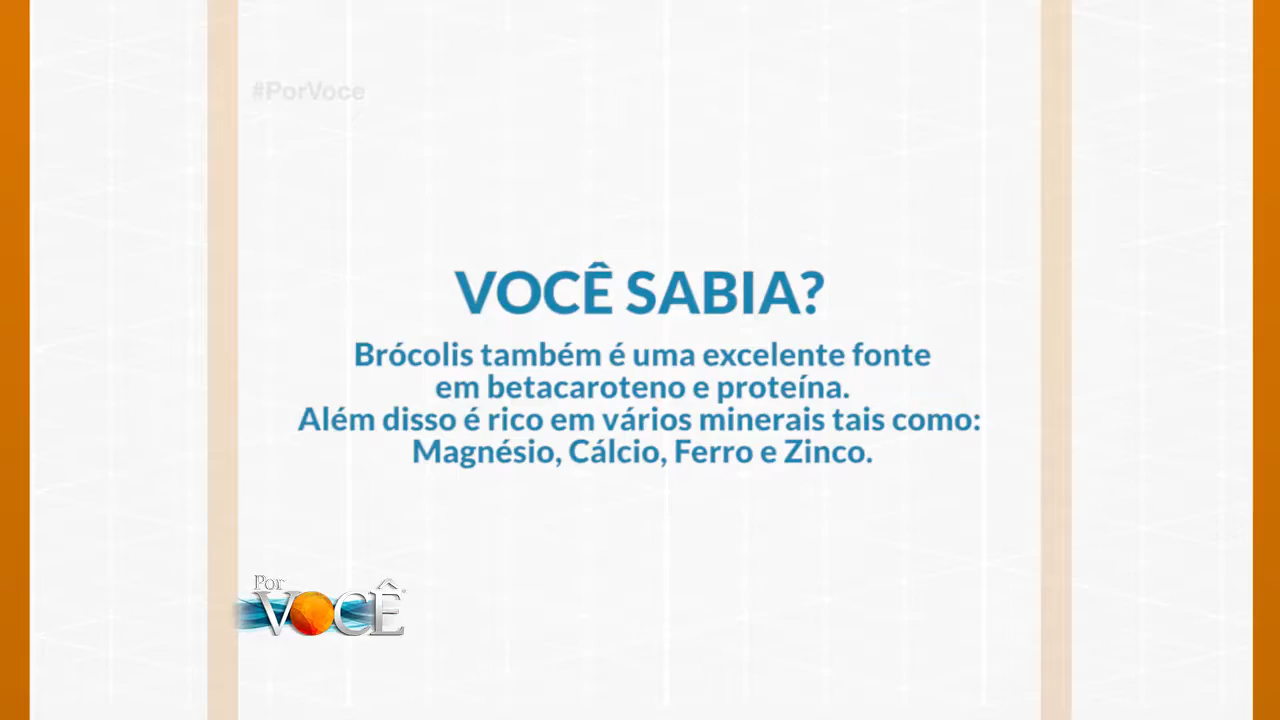 #PorVoce
VOCÊ SABIA?
Brócolis também é uma excelente fonte
em betacaroteno e proteína.
Além disso é rico em vários minerais tais como:
Magnésio, Cálcio, Ferro e Zinco.
Por
VOCÊ